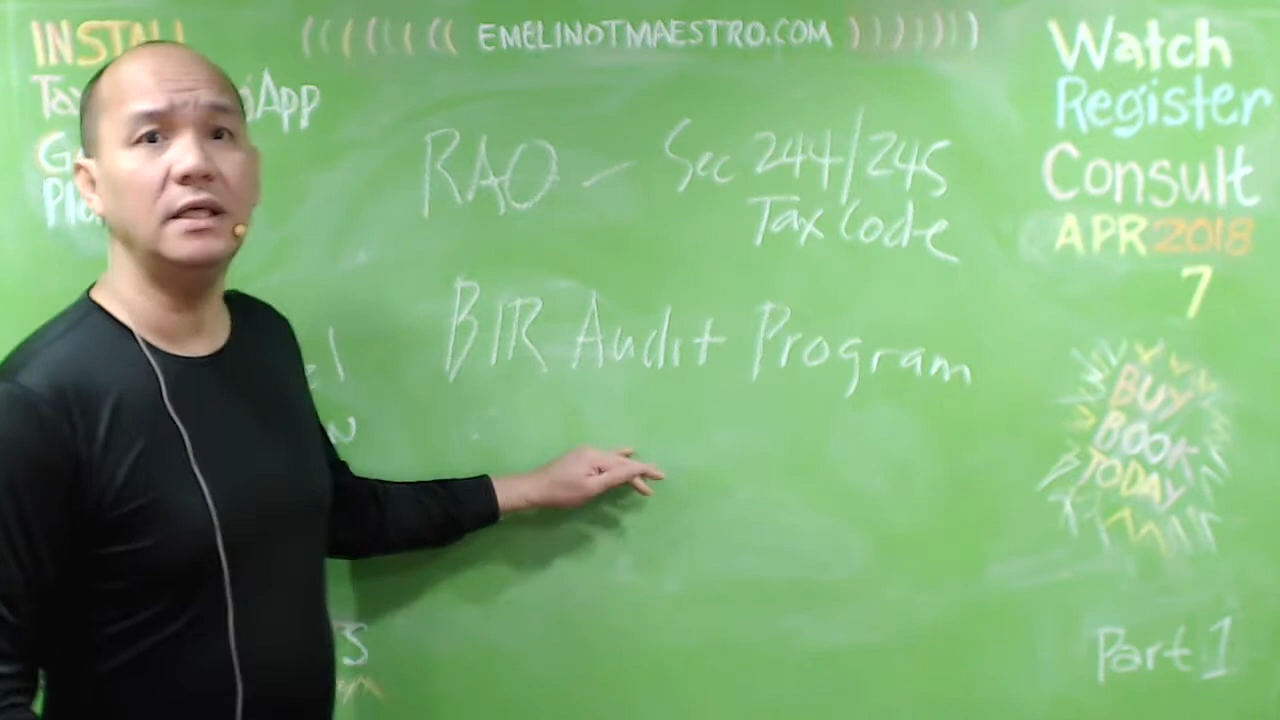 INSTALL
App
EMELINOTMAESTRO.COM
RAO - Sec 244/245
Tax Code
BIR Audit Program
Watch
Register
Consult
APR 2018
7
BUY
BOOK
TODAY
Part 1